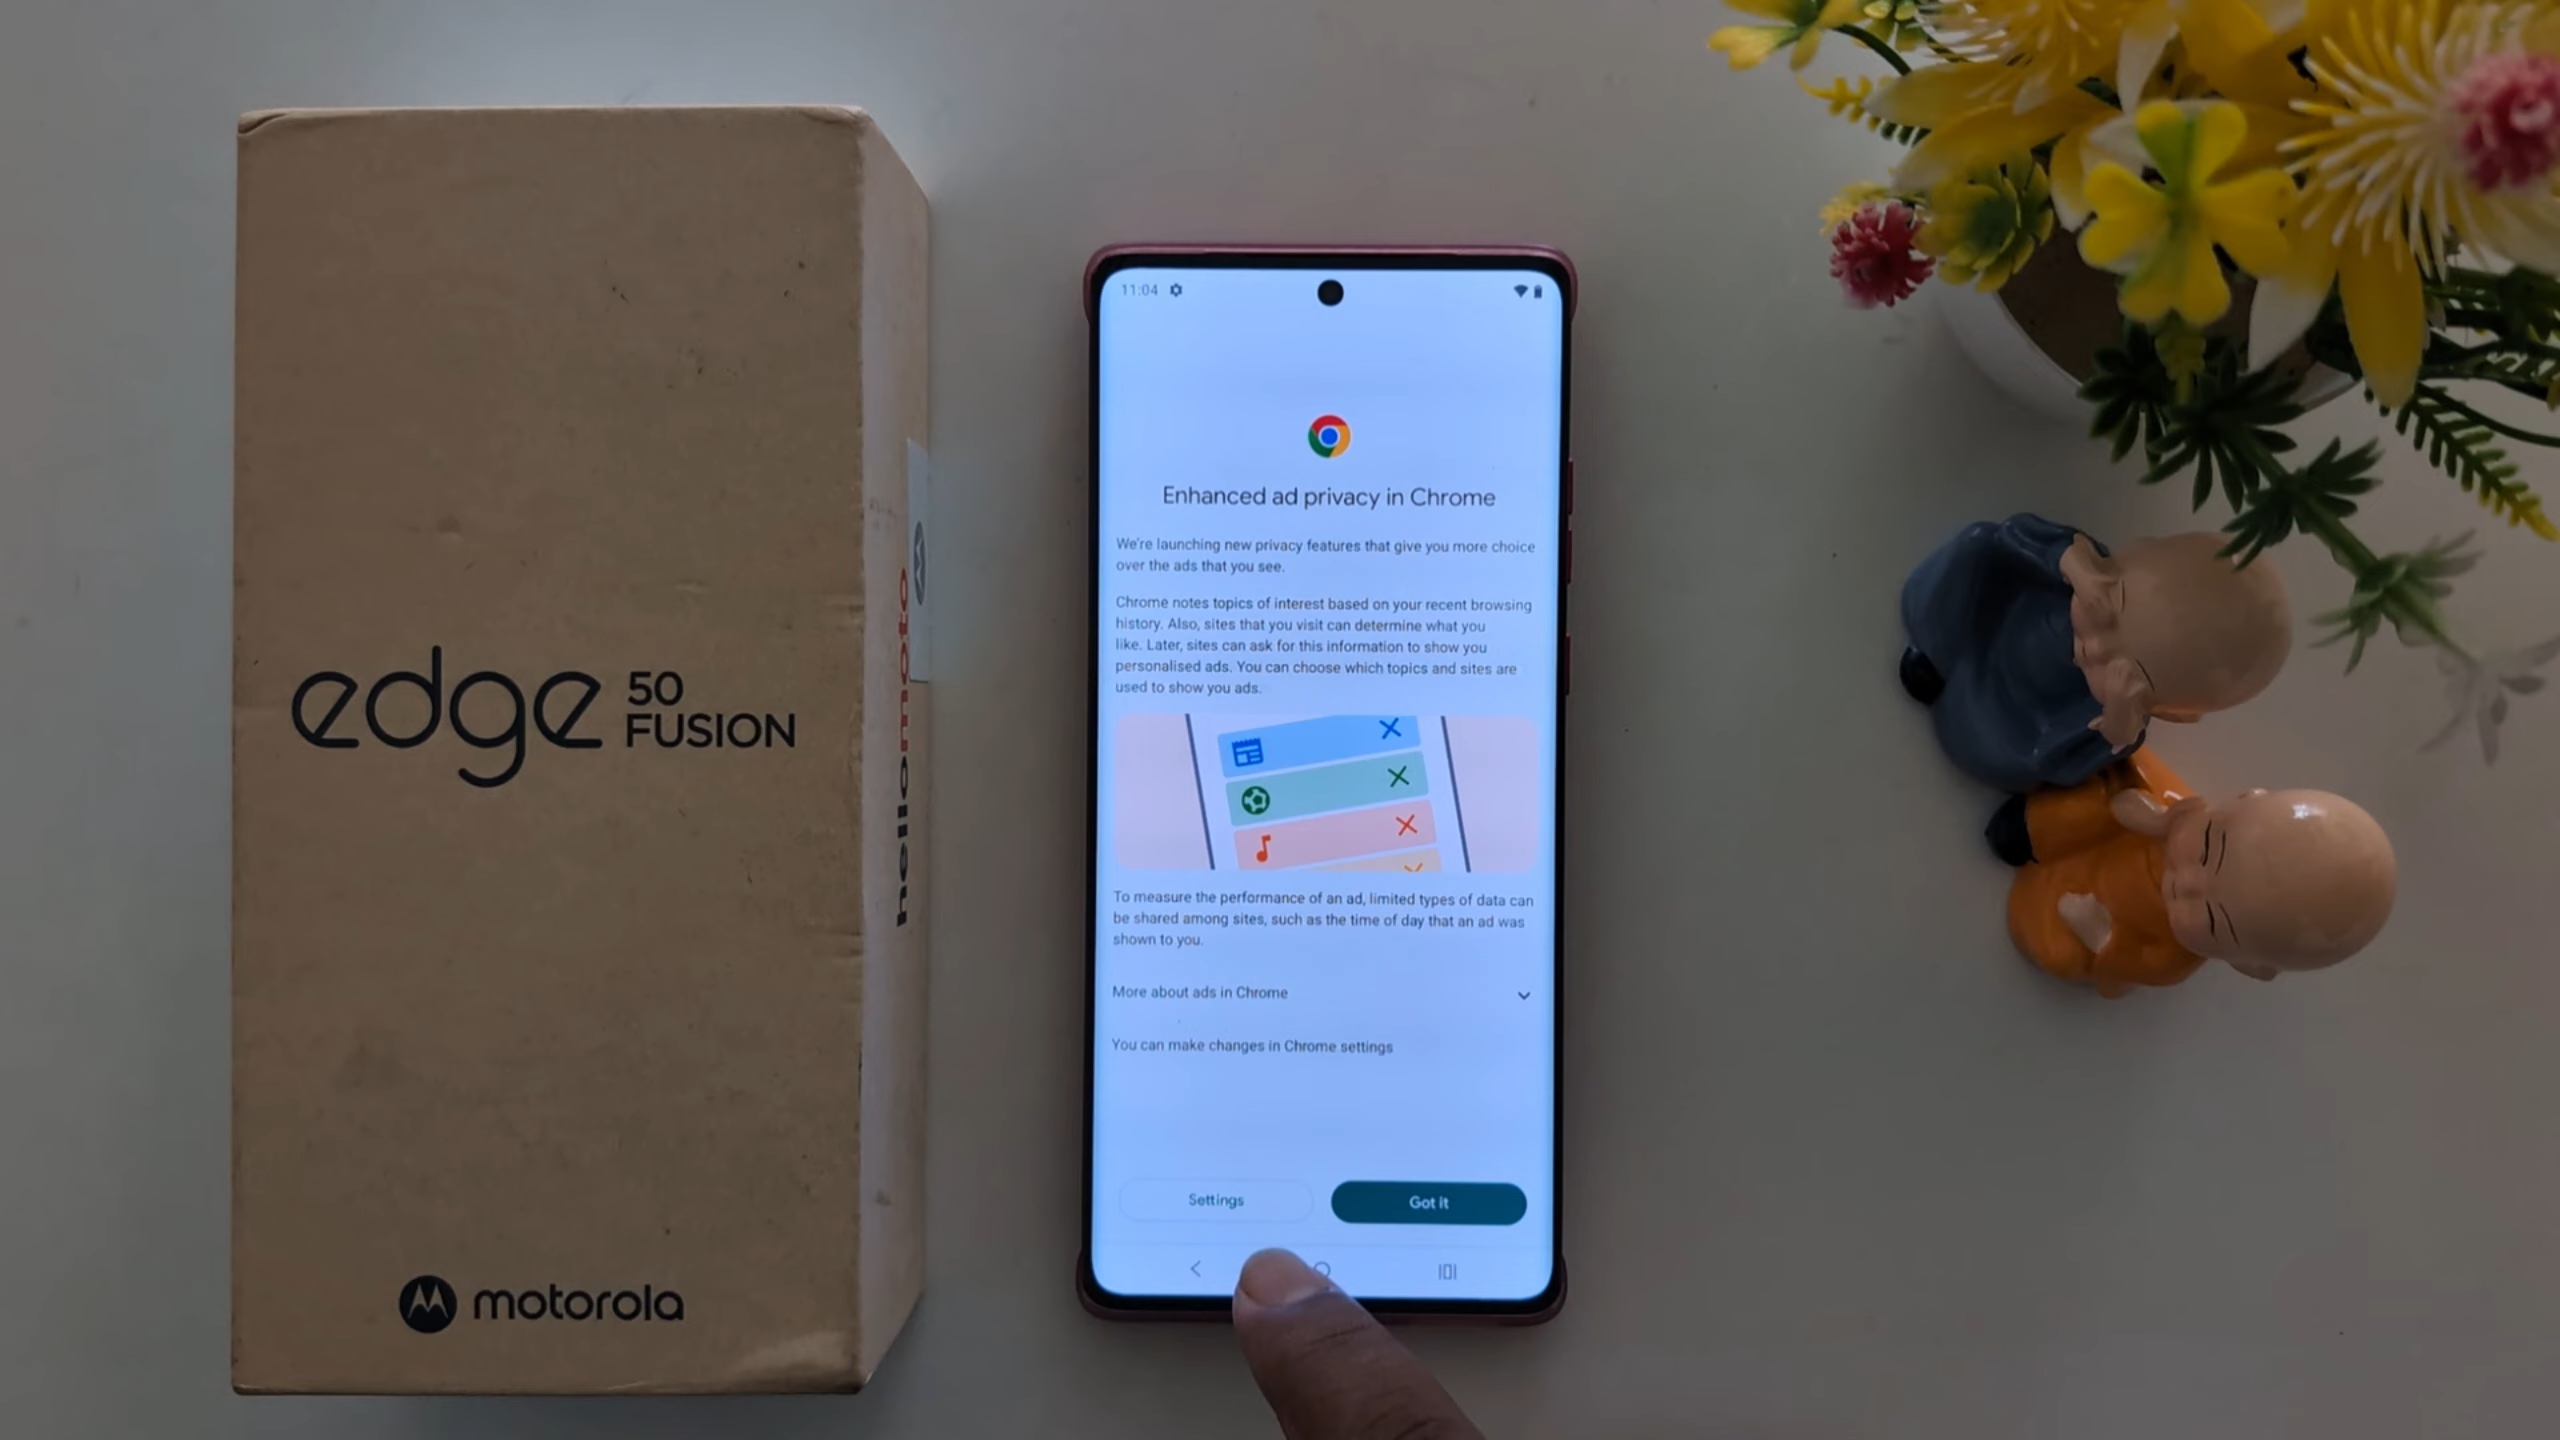 edge 50 FUSION
motorola
hellomoto
11:04
Enhanced ad privacy in Chrome
We're launching new privacy features that give you more choice
over the ads that you see.
Chrome notes topics of interest based on your recent browsing
history. Also, sites that you visit can determine what you
like. Later, sites can ask for this information to show you
personalised ads. You can choose which topics and sites are
used to show you ads.
To measure the performance of an ad, limited types of data can
be shared among sites, such as the time of day that an ad was
shown to you.
More about ads in Chrome
You can make changes in Chrome settings
Settings
Got it